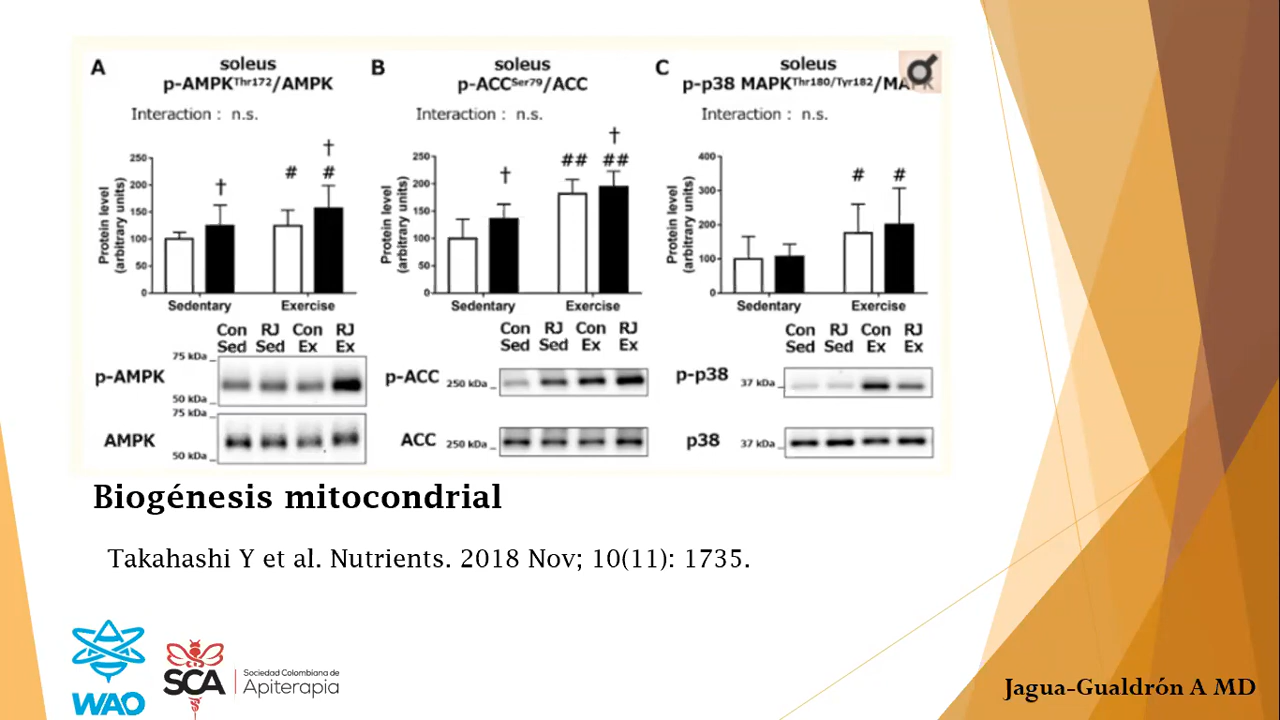 A
soleus
p-AMPKᵀʰʳ¹⁷²/AMPK
Interaction : n.s.
†
#
†
#
Protein level
(arbitrary units)
250
200
150
100
50
0
Sedentary
Exercise
Con Sed
RJ Sed
Con Ex
RJ Ex
p-AMPK
75 kDa
50 kDa
AMPK
75 kDa
50 kDa
B
soleus
p-ACCˢᵉʳ⁷⁹/ACC
Interaction : n.s.
†
##
†
##
Protein level
(arbitrary units)
250
200
150
100
50
0
Sedentary
Exercise
Con Sed
RJ Sed
Con Ex
RJ Ex
p-ACC
250 kDa
ACC
250 kDa
C
soleus
p-p38 MAPKᵀʰʳ¹⁸⁰/ᵀʸʳ¹⁸²/MAPK
Interaction : n.s.
#
#
Protein level
(arbitrary units)
400
300
200
100
0
Sedentary
Exercise
Con Sed
RJ Sed
Con Ex
RJ Ex
p-p38
37 kDa
p38
37 kDa
Biogénesis mitocondrial
Takahashi Y et al. Nutrients. 2018 Nov; 10(11): 1735.
WAO
SCA
Sociedad Colombiana de
Apiterapia
Jagua-Gualdrón A MD